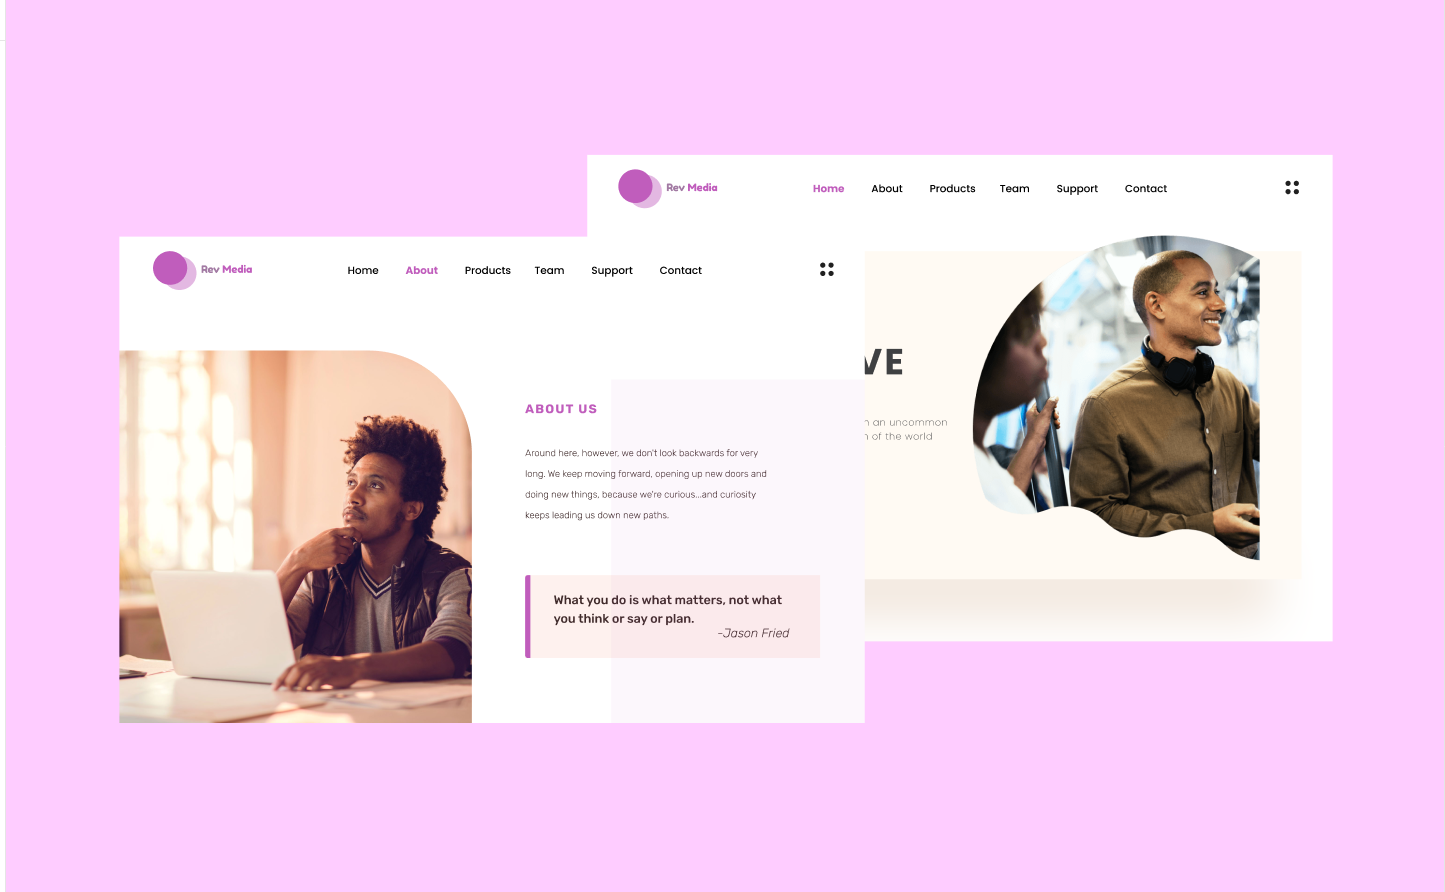 Rev Media
Home About Products Team Support Contact
Rev Media
Home About Products Team Support Contact
ABOUT US
Around here, however, we don't look backwards for very
long. We keep moving forward, opening up new doors and
doing new things, because we're curious...and curiosity
keeps leading us down new paths.
What you do is what matters, not what
you think or say or plan.
-Jason Fried
VE
an uncommon
of the world